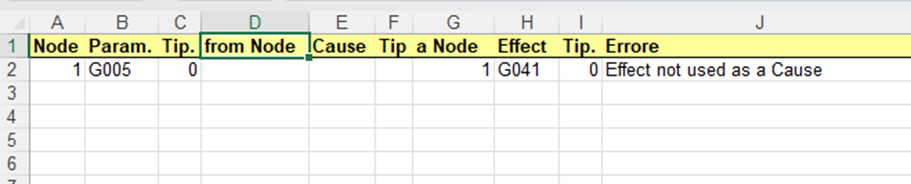 A B C D E F G H I J
1 Node Param. Tip. from Node Cause Tip a Node Effect Tip. Errore
2 1 G005 0 1 G041 0 Effect not used as a Cause
3
4
5
6